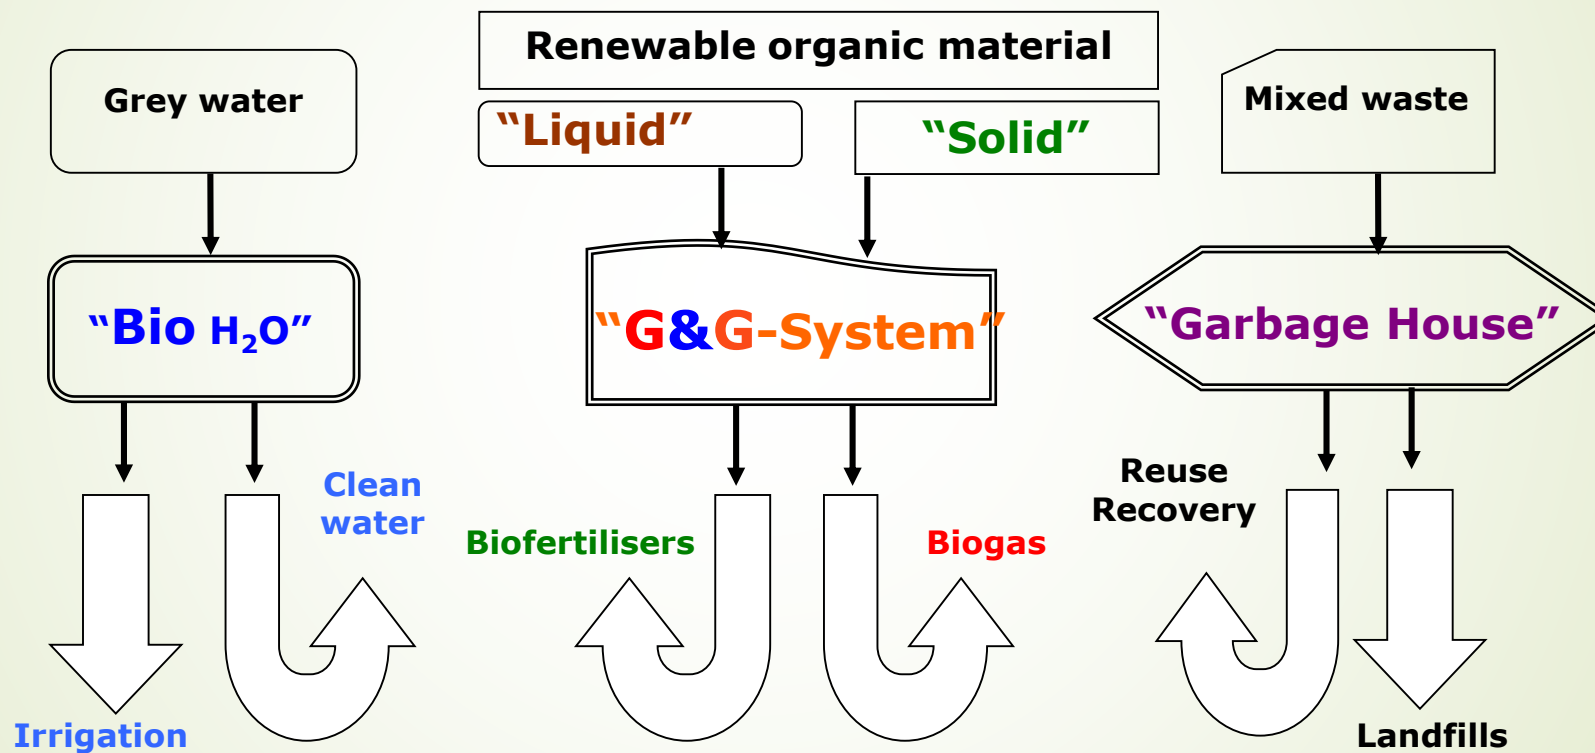 Renewable organic material
Grey water
“Liquid”
“Solid”
Mixed waste
“Bio H₂O”
“G&G-System”
“Garbage House”
Clean
water
Biofertilisers
Biogas
Reuse
Recovery
Irrigation
Landfills